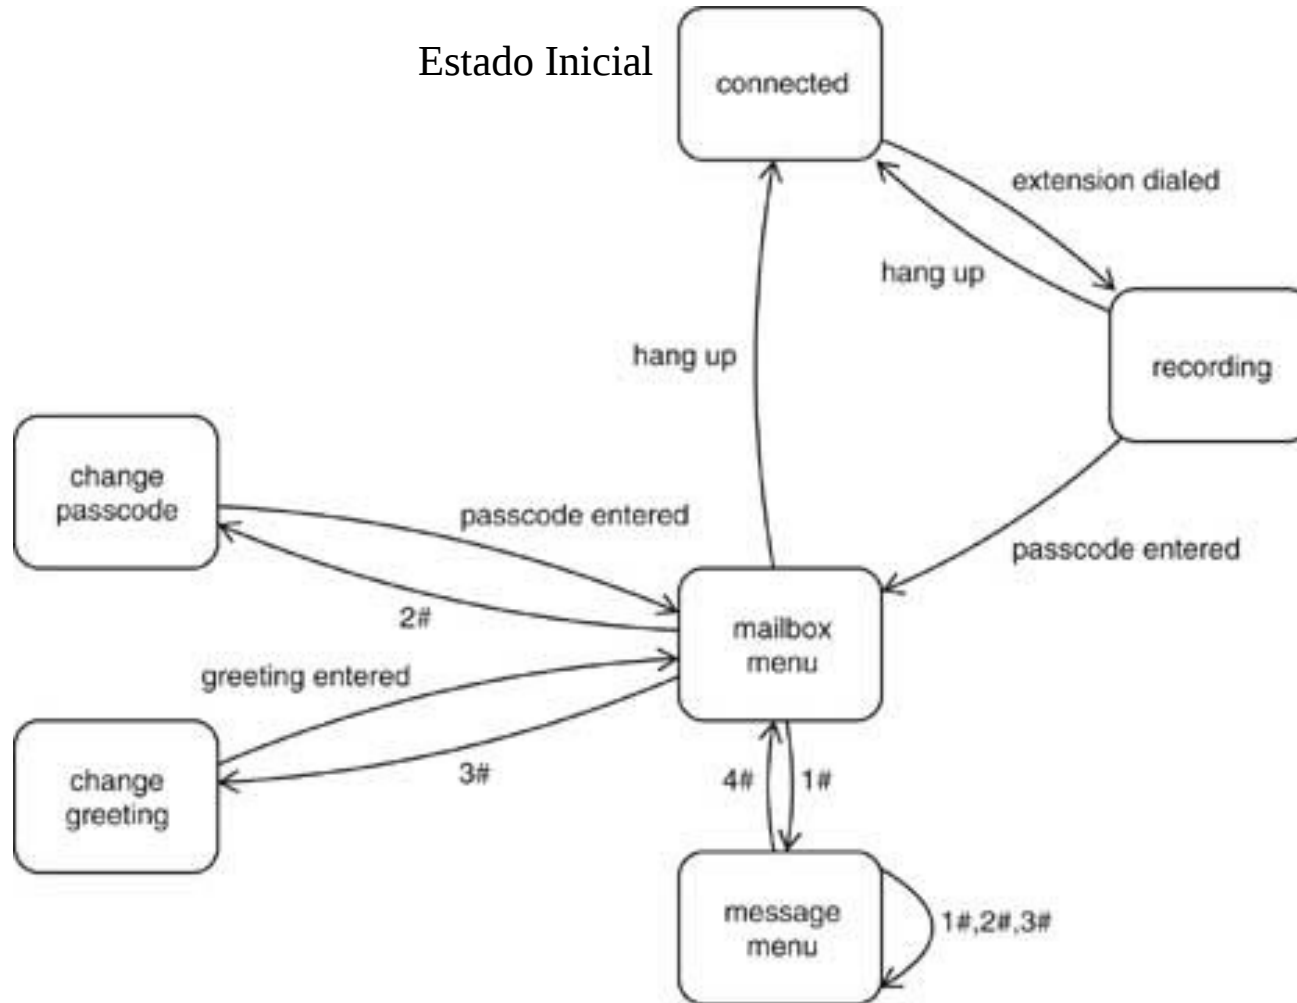 Estado Inicial
connected
extension dialed
hang up
hang up
recording
change
passcode
passcode entered
passcode entered
2#
mailbox
menu
greeting entered
change
greeting
3#
4#
1#
message
menu
1#,2#,3#